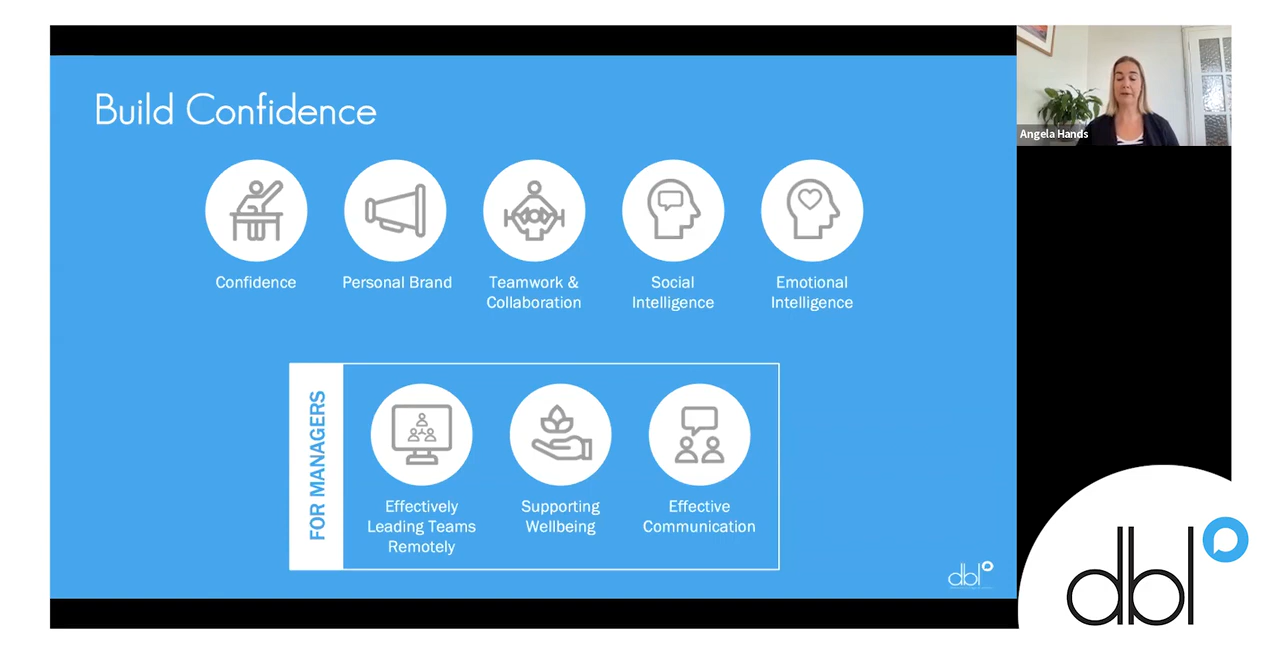 Build Confidence
Angela Hands
Confidence
Personal Brand
Teamwork &
Collaboration
Social
Intelligence
Emotional
Intelligence
FOR MANAGERS
Effectively
Leading Teams
Remotely
Supporting
Wellbeing
Effective
Communication
dbl
dbl